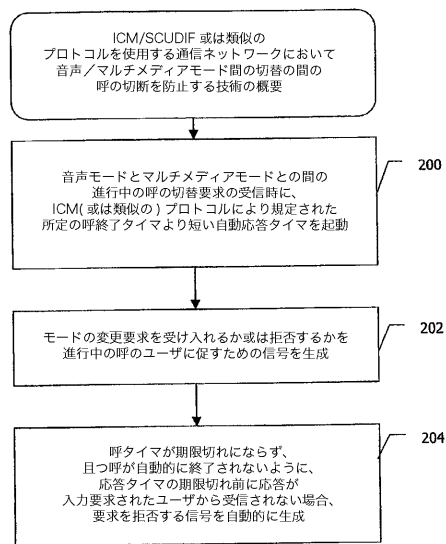 ICM/SCUDIF 或は類似の
プロトコルを使用する通信ネットワークにおいて
音声／マルチメディアモード間の切替の間の
呼の切断を防止する技術の概要
200
音声モードとマルチメディアモードとの間の
進行中の呼の切替要求の受信時に、
ICM( 或は類似の ) プロトコルにより規定された
所定の呼終了タイマより短い自動応答タイマを起動
202
モードの変更要求を受け入れるか或は拒否するかを
進行中の呼のユーザに促すための信号を生成
204
呼タイマが期限切れにならず、
且つ呼が自動的に終了されないように、
応答タイマの期限切れ前に応答が
入力要求されたユーザから受信されない場合、
要求を拒否する信号を自動的に生成